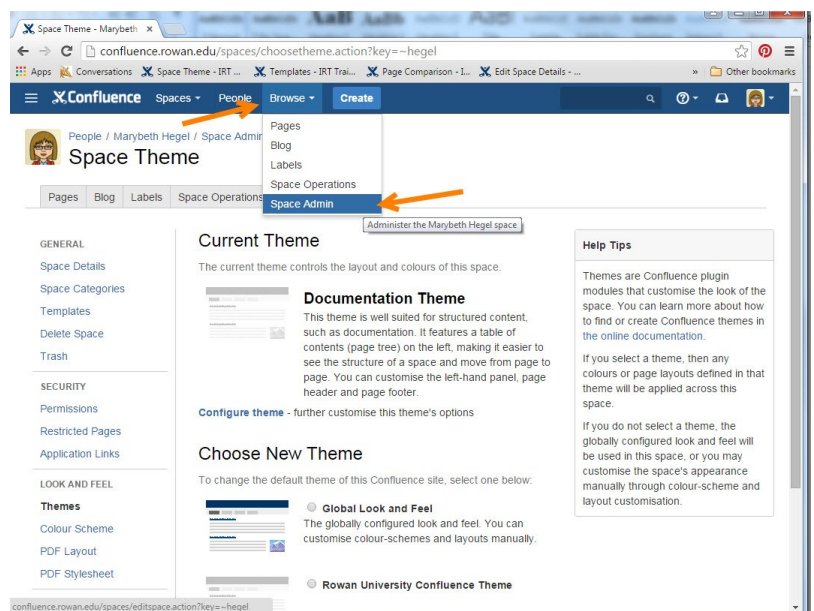 AaB
Space Theme - Marybeth ×
confluence.rowan.edu/spaces/choosetheme.action?key=~hegel
Apps Conversations Space Theme - IRT ... Templates - IRT Trai... Page Comparison - I... Edit Space Details - ... » Other bookmarks
Confluence Spaces People Browse Create
Pages
Blog
Labels
Space Operations
Space Admin
Administer the Marybeth Hegel space
People / Marybeth Hegel / Space Admin
Space Theme
Pages Blog Labels Space Operations
GENERAL
Space Details
Space Categories
Templates
Delete Space
Trash
SECURITY
Permissions
Restricted Pages
Application Links
LOOK AND FEEL
Themes
Colour Scheme
PDF Layout
PDF Stylesheet
Current Theme
The current theme controls the layout and colours of this space.
Documentation Theme
This theme is well suited for structured content,
such as documentation. It features a table of
contents (page tree) on the left, making it easier to
see the structure of a space and move from page to
page. You can customise the left-hand panel, page
header and page footer.
Configure theme - further customise this theme's options
Choose New Theme
To change the default theme of this Confluence site, select one below:
Global Look and Feel
The globally configured look and feel. You can
customise colour-schemes and layouts manually.
Rowan University Confluence Theme
Help Tips
Themes are Confluence plugin
modules that customise the look of the
space. You can learn more about how
to find or create Confluence themes in
the online documentation.
If you select a theme, then any
colours or page layouts defined in that
theme will be applied across this
space.
If you do not select a theme, the
globally configured look and feel will
be used in this space, or you may
customise the space's appearance
manually through colour-scheme and
layout customisation.
confluence.rowan.edu/spaces/editspace.action?key=~hegel